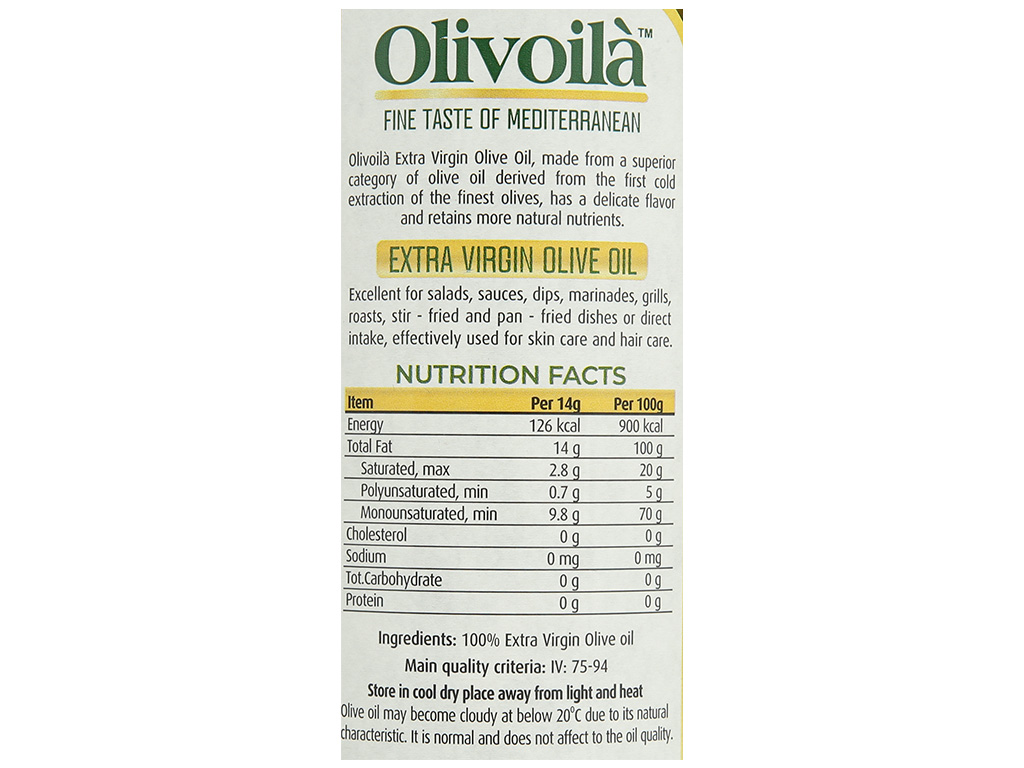 Olivoilà™
FINE TASTE OF MEDITERRANEAN
Olivoilà Extra Virgin Olive Oil, made from a superior
category of olive oil derived from the first cold
extraction of the finest olives, has a delicate flavor
and retains more natural nutrients.
EXTRA VIRGIN OLIVE OIL
Excellent for salads, sauces, dips, marinades, grills,
roasts, stir - fried and pan - fried dishes or direct
intake, effectively used for skin care and hair care.
NUTRITION FACTS
Item Per 14g Per 100g
Energy 126 kcal 900 kcal
Total Fat 14 g 100 g
Saturated, max 2.8 g 20 g
Polyunsaturated, min 0.7 g 5 g
Monounsaturated, min 9.8 g 70 g
Cholesterol 0 g 0 g
Sodium 0 mg 0 mg
Tot.Carbohydrate 0 g 0 g
Protein 0 g 0 g
Ingredients: 100% Extra Virgin Olive oil
Main quality criteria: IV: 75-94
Store in cool dry place away from light and heat
Olive oil may become cloudy at below 20°C due to its natural
characteristic. It is normal and does not affect to the oil quality.